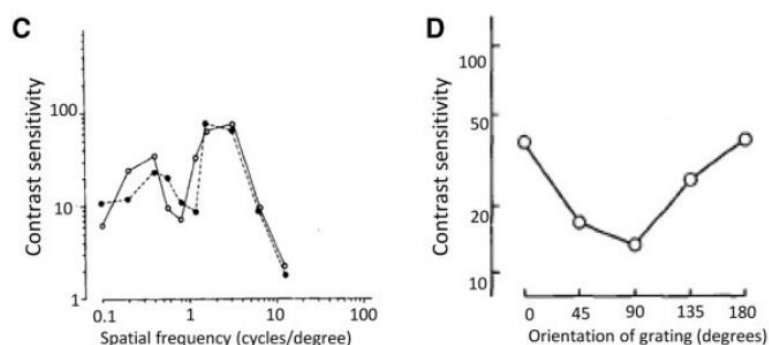 C
Contrast sensitivity
100
10
1
0.1 1 10 100
Spatial frequency (cycles/degree)
D
Contrast sensitivity
100
50
20
10
0 45 90 135 180
Orientation of grating (degrees)